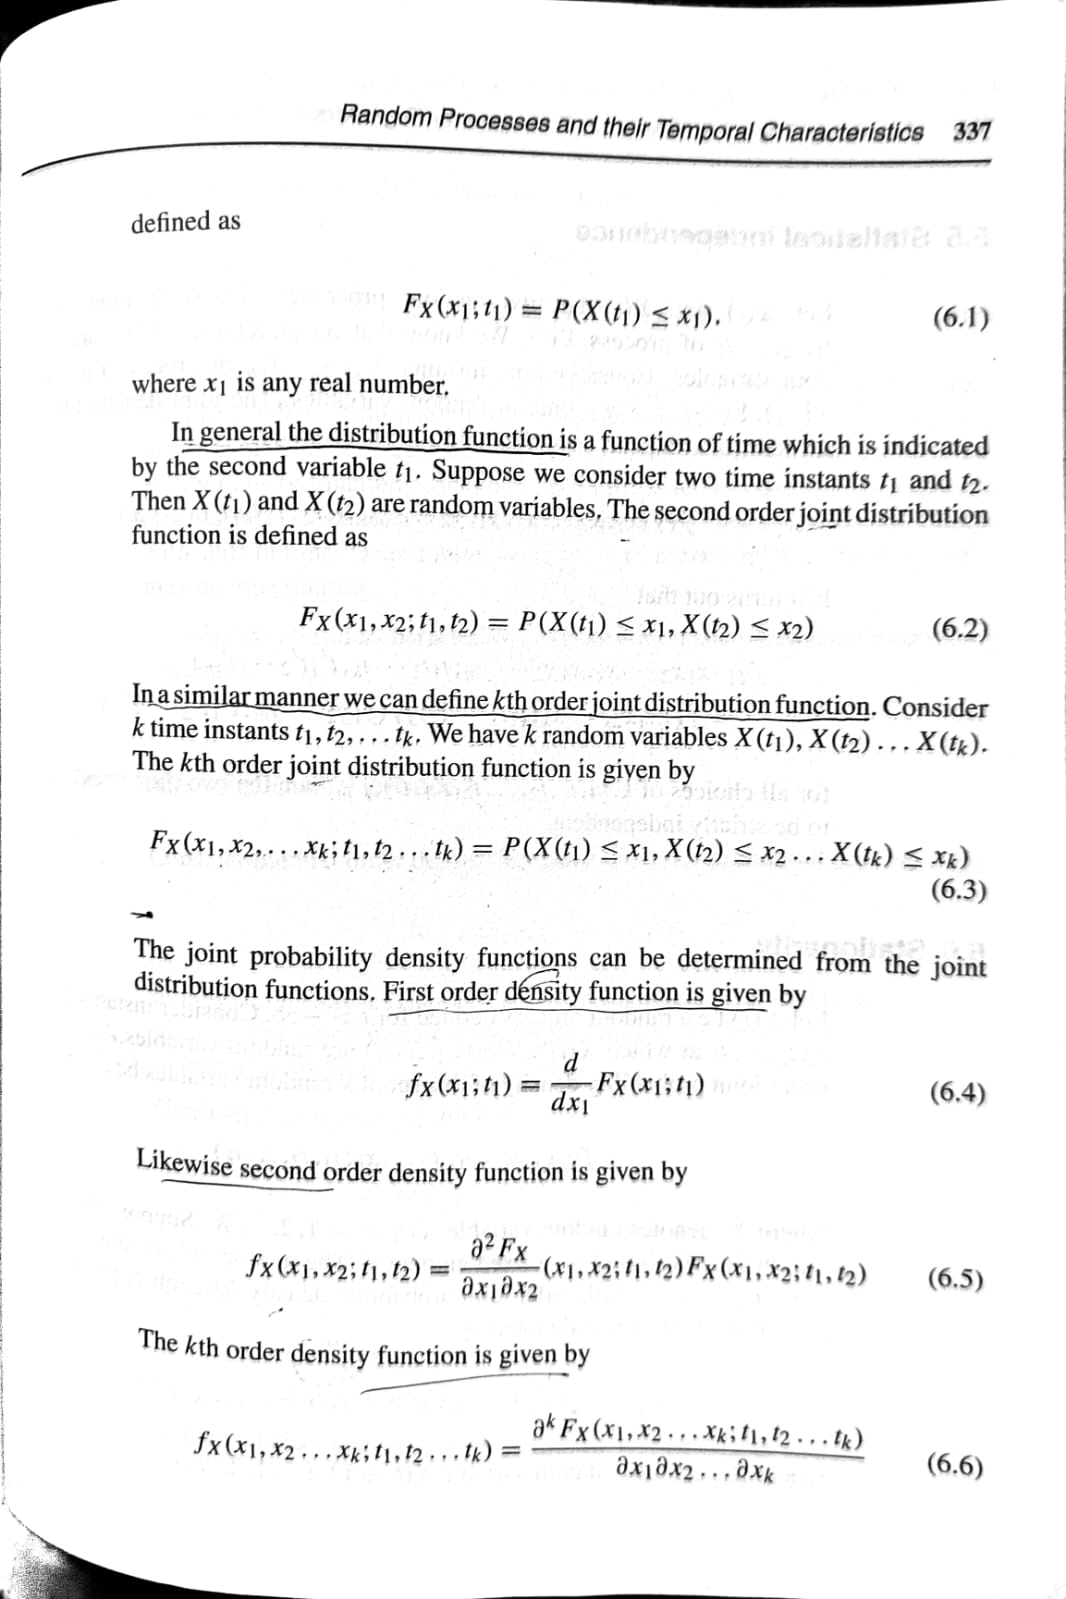 Random Processes and their Temporal Characteristics 337
defined as
F_X(x_1; t_1) = P(X(t_1) ≤ x_1). (6.1)
where x_1 is any real number.
In general the distribution function is a function of time which is indicated
by the second variable t_1. Suppose we consider two time instants t_1 and t_2.
Then X(t_1) and X(t_2) are random variables. The second order joint distribution
function is defined as
F_X(x_1, x_2; t_1, t_2) = P(X(t_1) ≤ x_1, X(t_2) ≤ x_2) (6.2)
In a similar manner we can define kth order joint distribution function. Consider
k time instants t_1, t_2, ... t_k. We have k random variables X(t_1), X(t_2) ... X(t_k).
The kth order joint distribution function is given by
F_X(x_1, x_2, ... x_k; t_1, t_2 ... t_k) = P(X(t_1) ≤ x_1, X(t_2) ≤ x_2 ... X(t_k) ≤ x_k)
(6.3)
The joint probability density functions can be determined from the joint
distribution functions. First order density function is given by
f_X(x_1; t_1) = d/dx_1 F_X(x_1; t_1) (6.4)
Likewise second order density function is given by
f_X(x_1, x_2; t_1, t_2) = ∂²F_X/∂x_1∂x_2 (x_1, x_2; t_1, t_2) F_X(x_1, x_2; t_1, t_2) (6.5)
The kth order density function is given by
f_X(x_1, x_2 ... x_k; t_1, t_2 ... t_k) = ∂^k F_X(x_1, x_2 ... x_k; t_1, t_2 ... t_k)/∂x_1∂x_2 ... ∂x_k (6.6)